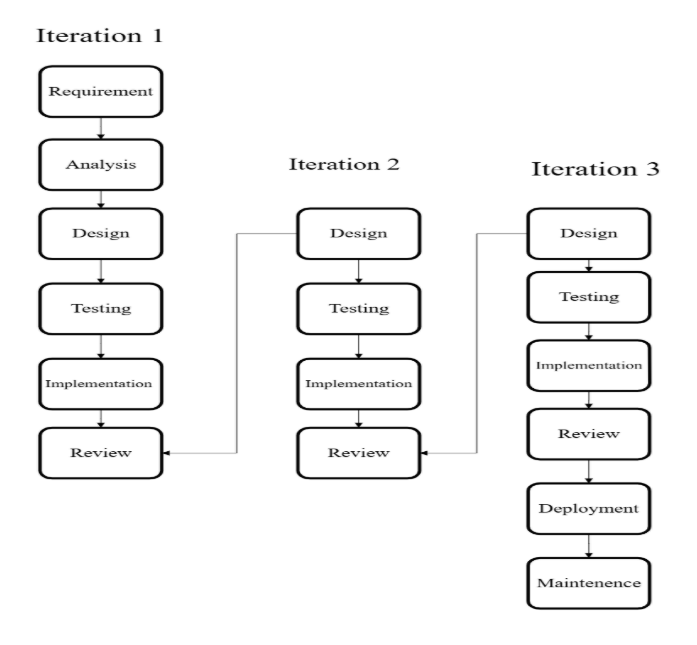 Iteration 1
Requirement
Analysis
Design
Testing
Implementation
Review
Iteration 2
Design
Testing
Implementation
Review
Iteration 3
Design
Testing
Implementation
Review
Deployment
Maintenence